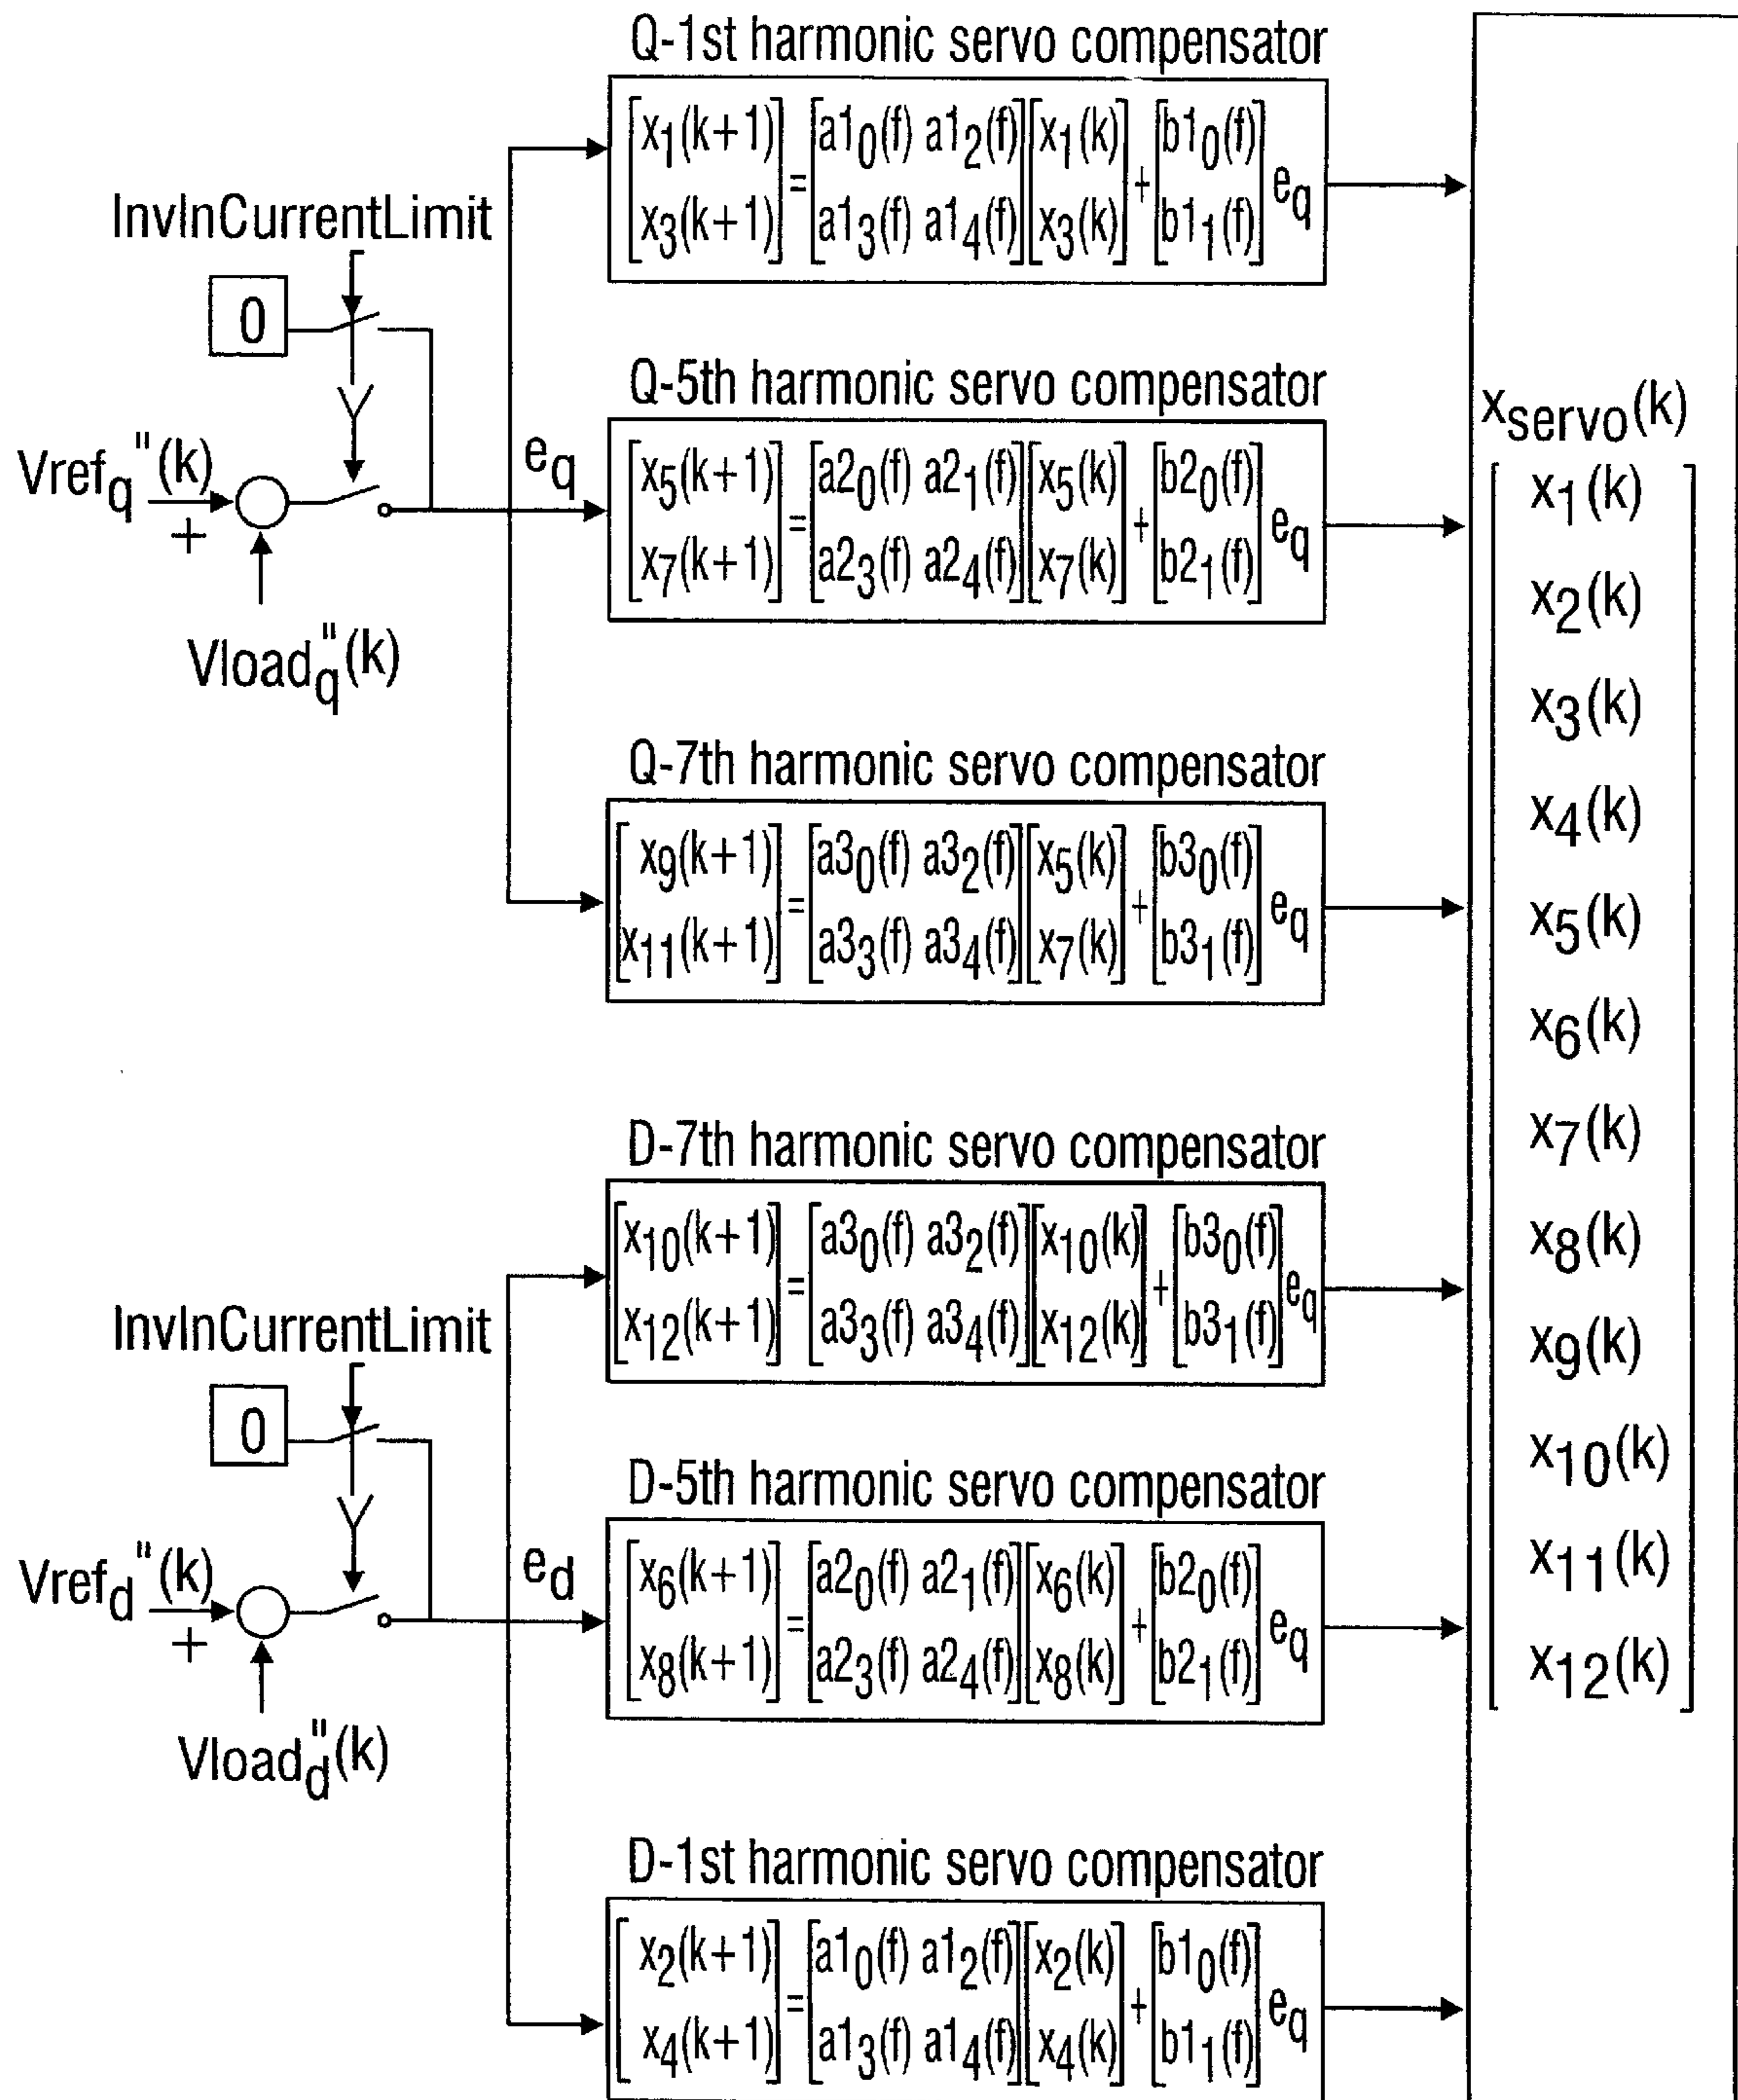 Q-1st harmonic servo compensator
[x1(k+1)] = [a10(f) a12(f)] [x1(k)] + [b10(f)] eq
[x3(k+1)] [a13(f) a14(f)] [x3(k)] [b11(f)]
InvInCurrentLimit
0
Q-5th harmonic servo compensator
Vrefq"(k)
+
eq
[x5(k+1)] = [a20(f) a21(f)] [x5(k)] + [b20(f)] eq
[x7(k+1)] [a23(f) a24(f)] [x7(k)] [b21(f)]
Vloadq"(k)
Q-7th harmonic servo compensator
[x9(k+1)] = [a30(f) a32(f)] [x5(k)] + [b30(f)] eq
[x11(k+1)] [a33(f) a34(f)] [x7(k)] [b31(f)]
D-7th harmonic servo compensator
[x10(k+1)] = [a30(f) a32(f)] [x10(k)] + [b30(f)] eq
[x12(k+1)] [a33(f) a34(f)] [x12(k)] [b31(f)]
InvInCurrentLimit
0
D-5th harmonic servo compensator
Vrefd"(k)
+
ed
[x6(k+1)] = [a20(f) a21(f)] [x6(k)] + [b20(f)] eq
[x8(k+1)] [a23(f) a24(f)] [x8(k)] [b21(f)]
Vloadd"(k)
D-1st harmonic servo compensator
[x2(k+1)] = [a10(f) a12(f)] [x2(k)] + [b10(f)] eq
[x4(k+1)] [a13(f) a14(f)] [x4(k)] [b11(f)]
xservo(k)
x1(k)
x2(k)
x3(k)
x4(k)
x5(k)
x6(k)
x7(k)
x8(k)
x9(k)
x10(k)
x11(k)
x12(k)